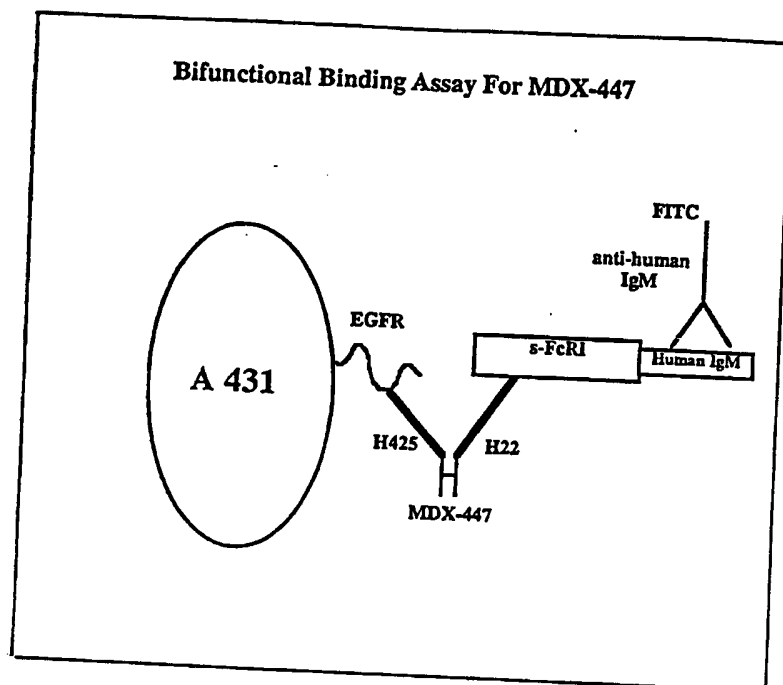 Bifunctional Binding Assay For MDX-447
FITC
anti-human
IgM
EGFR
s-FcRI
Human IgM
A 431
H425
H22
MDX-447